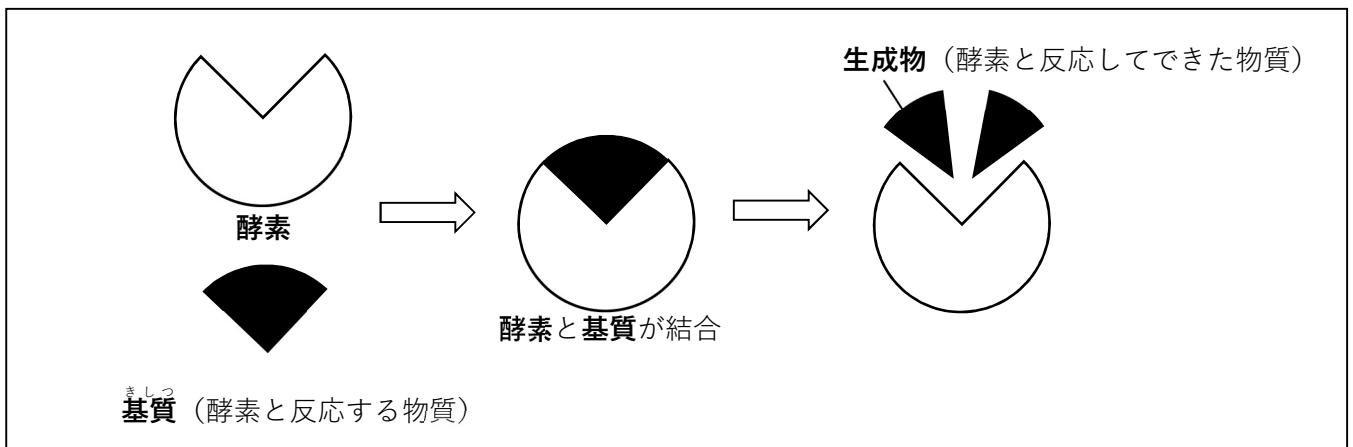 酵素
きしつ
基質（酵素と反応する物質）
酵素と基質が結合
生成物（酵素と反応してできた物質）